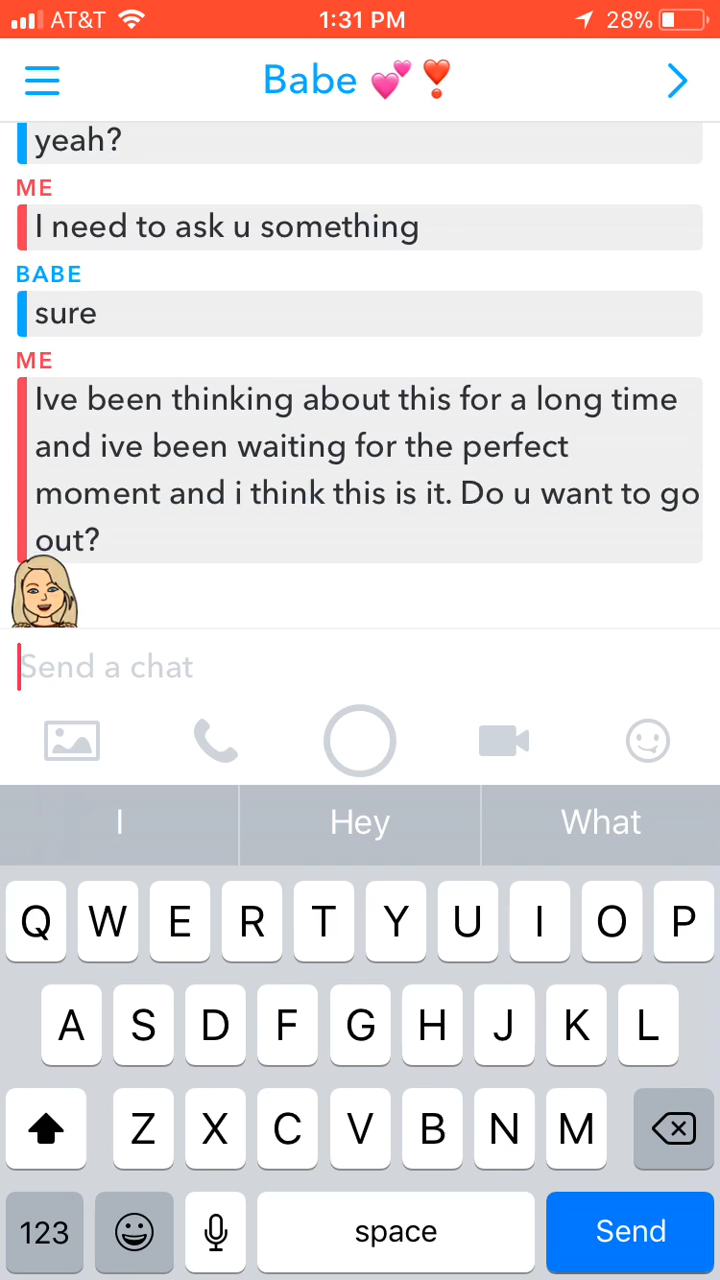 AT&T 1:31 PM 28%
Babe 💕❣️
yeah?
ME
I need to ask u something
BABE
sure
ME
Ive been thinking about this for a long time
and ive been waiting for the perfect
moment and i think this is it. Do u want to go
out?
Send a chat
I Hey What
Q W E R T Y U I O P
A S D F G H J K L
Z X C V B N M
123 space Send